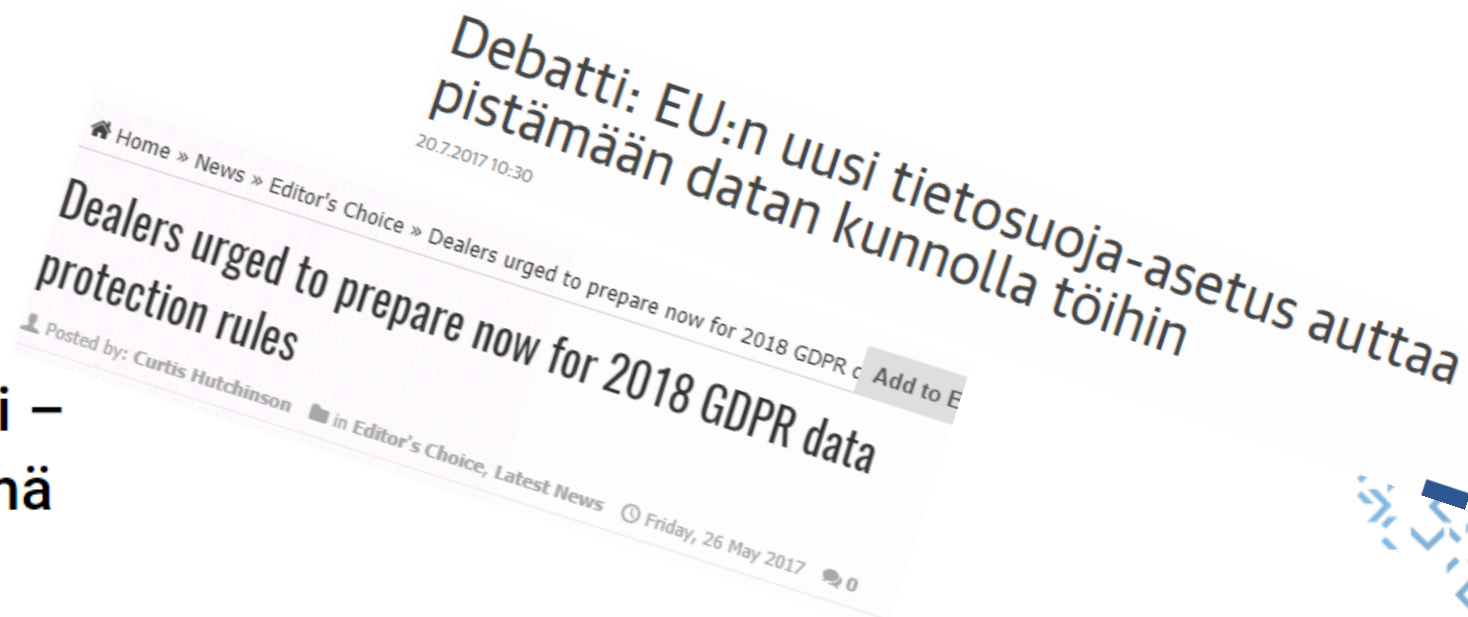 Debatti: EU:n uusi tietosuoja-asetus auttaa
pistämään datan kunnolla töihin
20.7.2017 10:30
Home » News » Editor's Choice » Dealers urged to prepare now for 2018 GDPR
Add to
Dealers urged to prepare now for 2018 GDPR data
protection rules
Posted by: Curtis Hutchinson in Editor's Choice, Latest News Friday, 26 May 2017 0